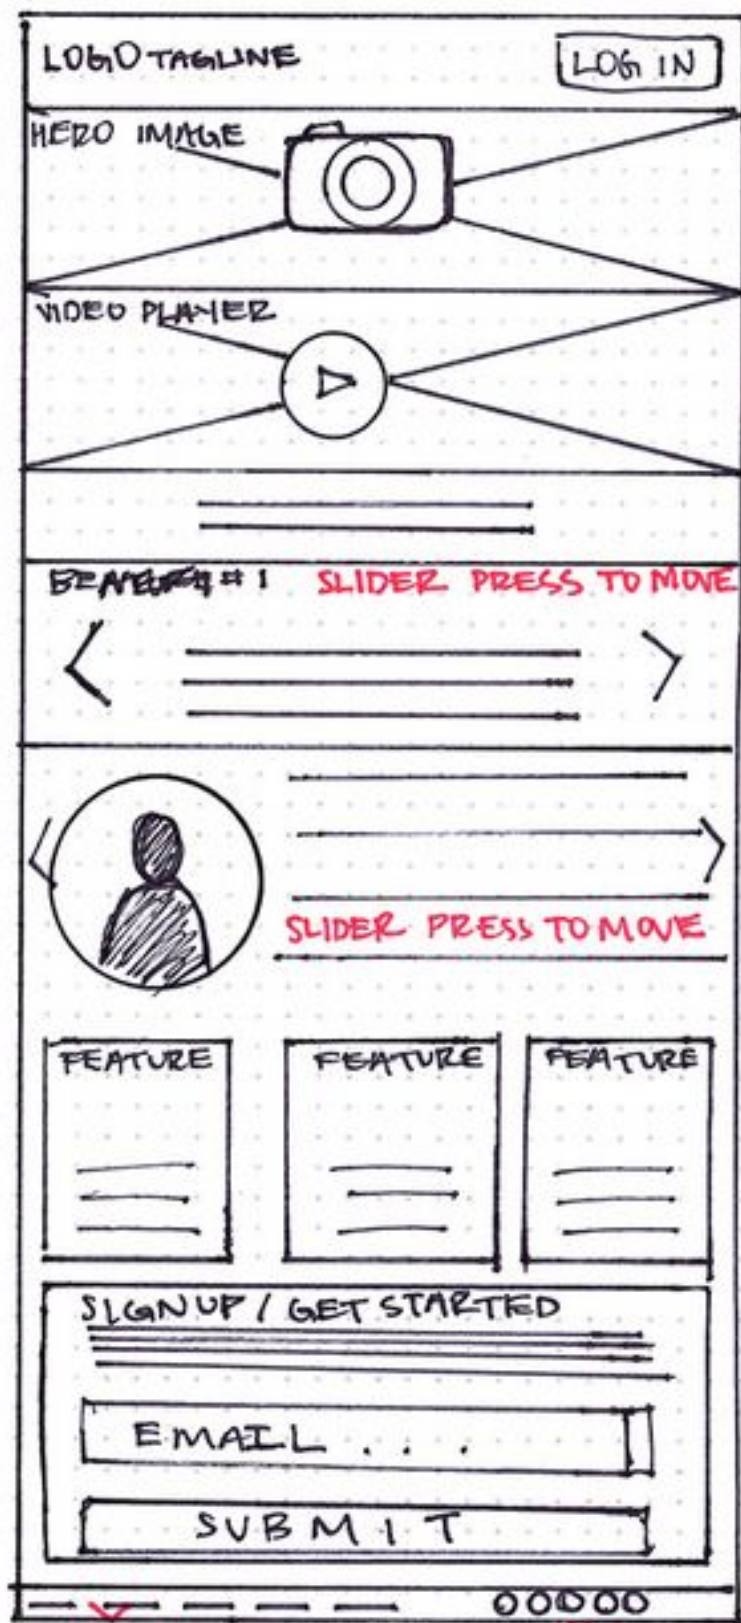 LOGO TAGLINE
LOG IN
HERO IMAGE
VIDEO PLAYER
# 1 SLIDER PRESS TO MOVE
SLIDER PRESS TO MOVE
FEATURE FEATURE FEATURE
SIGNUP / GET STARTED
EMAIL . . .
SUBMIT